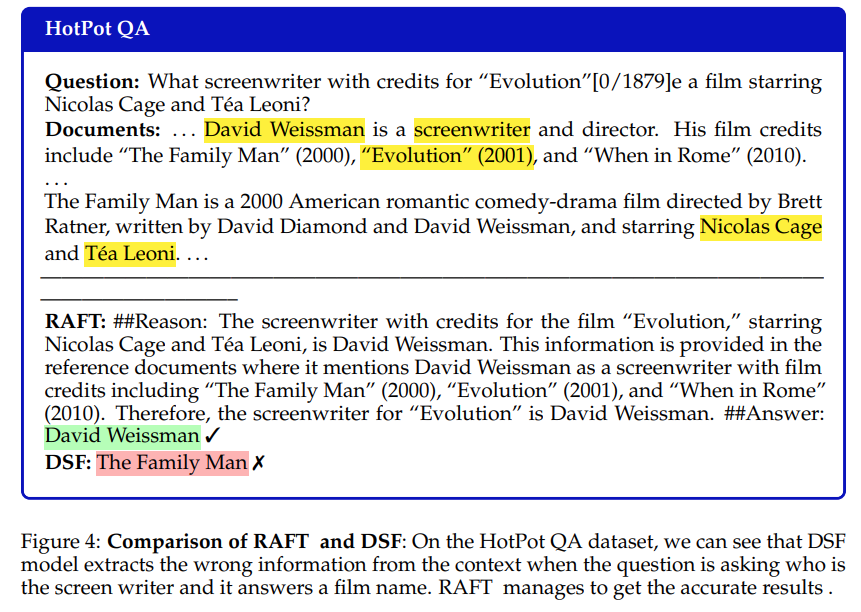 HotPot QA
Question: What screenwriter with credits for “Evolution”[0/1879]e a film starring
Nicolas Cage and Téa Leoni?
Documents: ... David Weissman is a screenwriter and director. His film credits
include “The Family Man” (2000), “Evolution” (2001), and “When in Rome” (2010).
...
The Family Man is a 2000 American romantic comedy-drama film directed by Brett
Ratner, written by David Diamond and David Weissman, and starring Nicolas Cage
and Téa Leoni. ...
RAFT: ##Reason: The screenwriter with credits for the film “Evolution,” starring
Nicolas Cage and Téa Leoni, is David Weissman. This information is provided in the
reference documents where it mentions David Weissman as a screenwriter with film
credits including “The Family Man” (2000), “Evolution” (2001), and “When in Rome”
(2010). Therefore, the screenwriter for “Evolution” is David Weissman. ##Answer:
David Weissman ✓
DSF: The Family Man ✗
Figure 4: Comparison of RAFT and DSF: On the HotPot QA dataset, we can see that DSF
model extracts the wrong information from the context when the question is asking who is
the screen writer and it answers a film name. RAFT manages to get the accurate results .